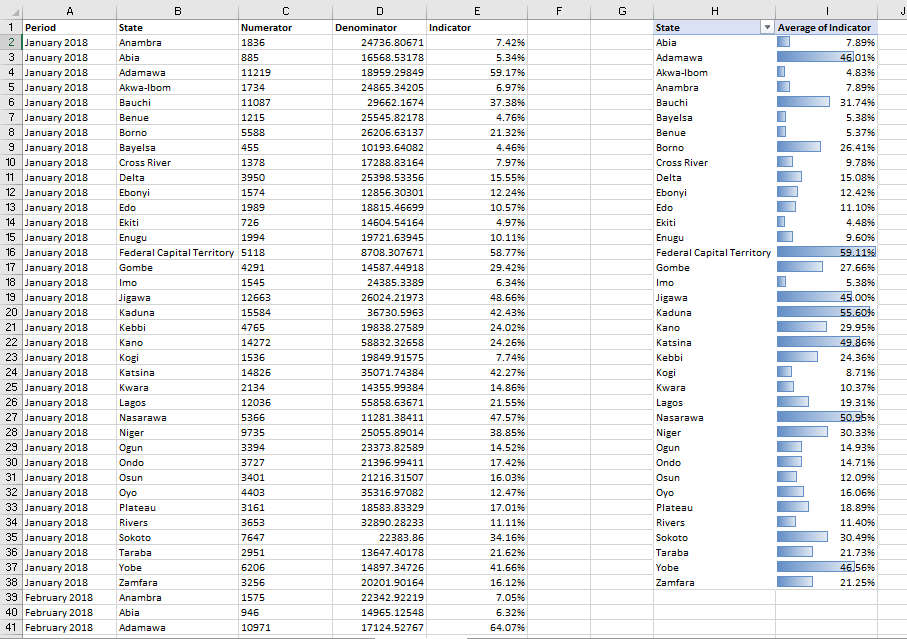 A B C D E F G H I J
1 Period State Numerator Denominator Indicator State Average of Indicator
2 January 2018 Anambra 1836 24736.80671 7.42% Abia 7.89%
3 January 2018 Abia 885 16568.53178 5.34% Adamawa 46.01%
4 January 2018 Adamawa 11219 18959.29849 59.17% Akwa-Ibom 4.83%
5 January 2018 Akwa-Ibom 1734 24865.34205 6.97% Anambra 7.89%
6 January 2018 Bauchi 11087 29662.1674 37.38% Bauchi 31.74%
7 January 2018 Benue 1215 25545.82178 4.76% Bayelsa 5.38%
8 January 2018 Borno 5588 26206.63137 21.32% Benue 5.37%
9 January 2018 Bayelsa 455 10193.64082 4.46% Borno 26.41%
10 January 2018 Cross River 1378 17288.83164 7.97% Cross River 9.78%
11 January 2018 Delta 3950 25398.53356 15.55% Delta 15.08%
12 January 2018 Ebonyi 1574 12856.30301 12.24% Ebonyi 12.42%
13 January 2018 Edo 1989 18815.46699 10.57% Edo 11.10%
14 January 2018 Ekiti 726 14604.54164 4.97% Ekiti 4.48%
15 January 2018 Enugu 1994 19721.63945 10.11% Enugu 9.60%
16 January 2018 Federal Capital Territory 5118 8708.307671 58.77% Federal Capital Territory 59.11%
17 January 2018 Gombe 4291 14587.44918 29.42% Gombe 27.66%
18 January 2018 Imo 1545 24385.3389 6.34% Imo 5.38%
19 January 2018 Jigawa 12663 26024.21973 48.66% Jigawa 45.00%
20 January 2018 Kaduna 15584 36730.5963 42.43% Kaduna 55.60%
21 January 2018 Kebbi 4765 19838.27589 24.02% Kano 29.95%
22 January 2018 Kano 14272 58832.32658 24.26% Katsina 49.86%
23 January 2018 Kogi 1536 19849.91575 7.74% Kebbi 24.36%
24 January 2018 Katsina 14826 35071.74384 42.27% Kogi 8.71%
25 January 2018 Kwara 2134 14355.99384 14.86% Kwara 10.37%
26 January 2018 Lagos 12036 55858.63671 21.55% Lagos 19.31%
27 January 2018 Nasarawa 5366 11281.38411 47.57% Nasarawa 50.95%
28 January 2018 Niger 9735 25055.89014 38.85% Niger 30.33%
29 January 2018 Ogun 3394 23373.82589 14.52% Ogun 14.93%
30 January 2018 Ondo 3727 21396.99411 17.42% Ondo 14.71%
31 January 2018 Osun 3401 21216.31507 16.03% Osun 12.09%
32 January 2018 Oyo 4403 35316.97082 12.47% Oyo 16.06%
33 January 2018 Plateau 3161 18583.83329 17.01% Plateau 18.89%
34 January 2018 Rivers 3653 32890.28233 11.11% Rivers 11.40%
35 January 2018 Sokoto 7647 22383.86 34.16% Sokoto 30.49%
36 January 2018 Taraba 2951 13647.40178 21.62% Taraba 21.73%
37 January 2018 Yobe 6206 14897.34726 41.66% Yobe 46.56%
38 January 2018 Zamfara 3256 20201.90164 16.12% Zamfara 21.25%
39 February 2018 Anambra 1575 22342.92219 7.05%
40 February 2018 Abia 946 14965.12548 6.32%
41 February 2018 Adamawa 10971 17124.52767 64.07%